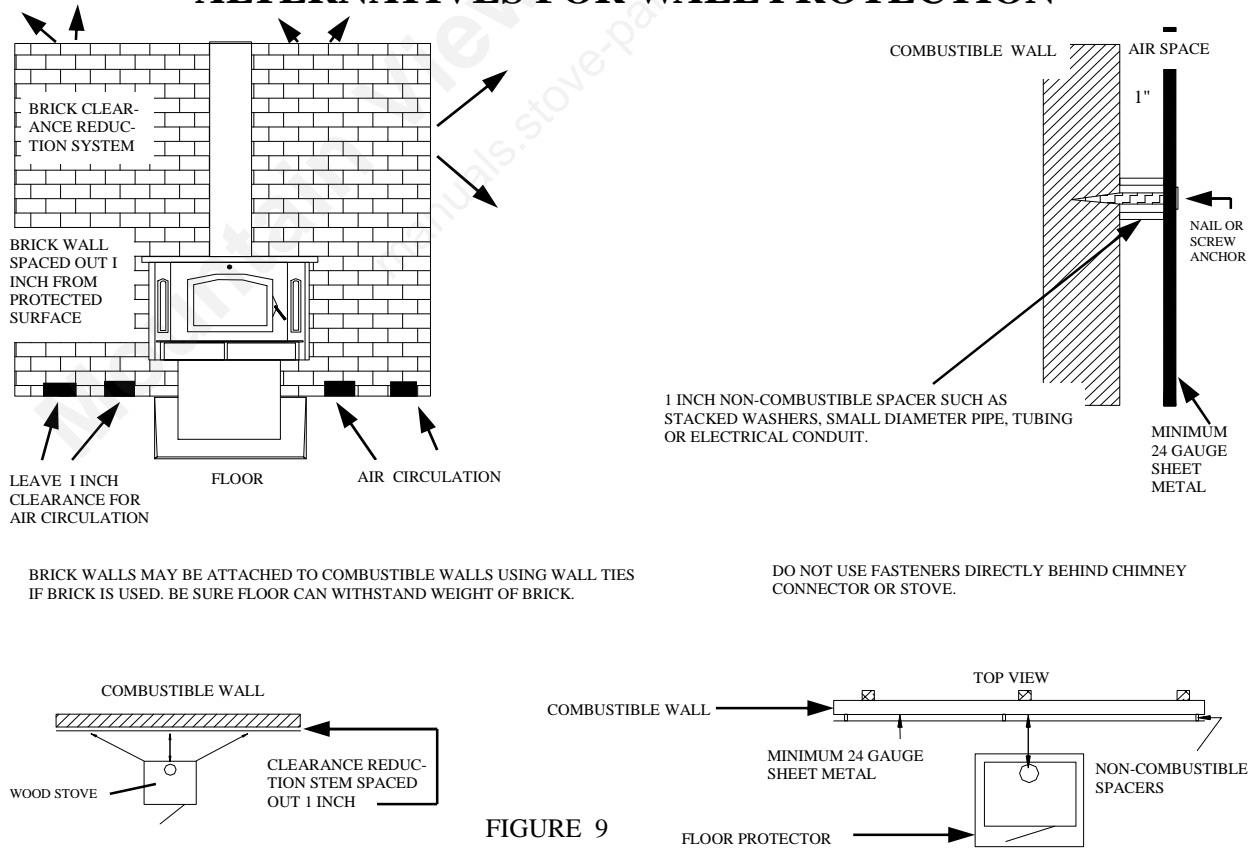 ALTERNATIVES FOR WALL PROTECTION
BRICK CLEAR-
ANCE REDUC-
TION SYSTEM
BRICK WALL
SPACED OUT I
INCH FROM
PROTECTED
SURFACE
LEAVE I INCH
CLEARANCE FOR
AIR CIRCULATION
FLOOR
AIR CIRCULATION
COMBUSTIBLE WALL
AIR SPACE
1"
NAIL OR
SCREW
ANCHOR
1 INCH NON-COMBUSTIBLE SPACER SUCH AS
STACKED WASHERS, SMALL DIAMETER PIPE, TUBING
OR ELECTRICAL CONDUIT.
MINIMUM
24 GAUGE
SHEET
METAL
BRICK WALLS MAY BE ATTACHED TO COMBUSTIBLE WALLS USING WALL TIES
IF BRICK IS USED. BE SURE FLOOR CAN WITHSTAND WEIGHT OF BRICK.
DO NOT USE FASTENERS DIRECTLY BEHIND CHIMNEY
CONNECTOR OR STOVE.
COMBUSTIBLE WALL
WOOD STOVE
CLEARANCE REDUC-
TION STEM SPACED
OUT 1 INCH
TOP VIEW
COMBUSTIBLE WALL
MINIMUM 24 GAUGE
SHEET METAL
NON-COMBUSTIBLE
SPACERS
FLOOR PROTECTOR
FIGURE 9
Mountain View
manuals.stove-pa